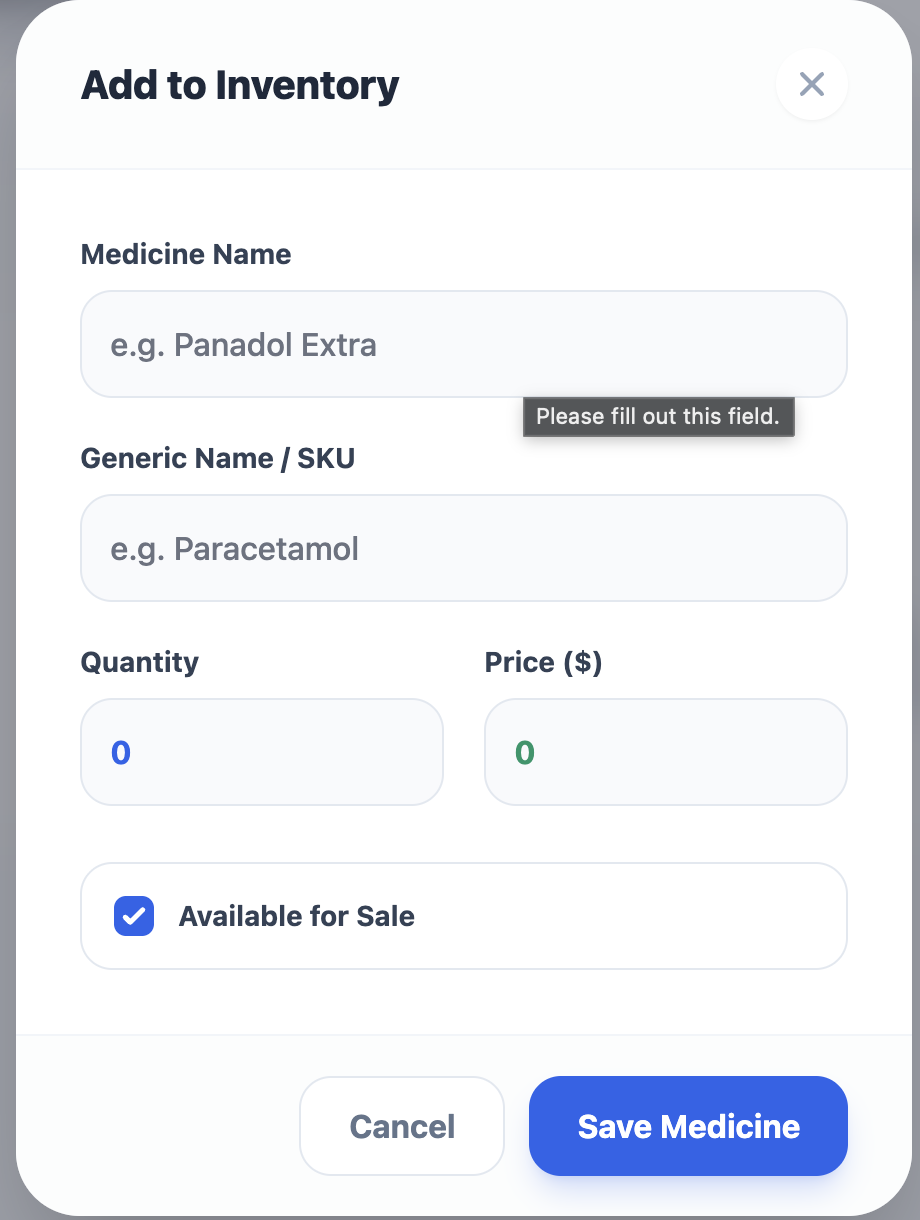 Add to Inventory
Medicine Name
e.g. Panadol Extra
Please fill out this field.
Generic Name / SKU
e.g. Paracetamol
Quantity
Price ($)
0
0
Available for Sale
Cancel
Save Medicine